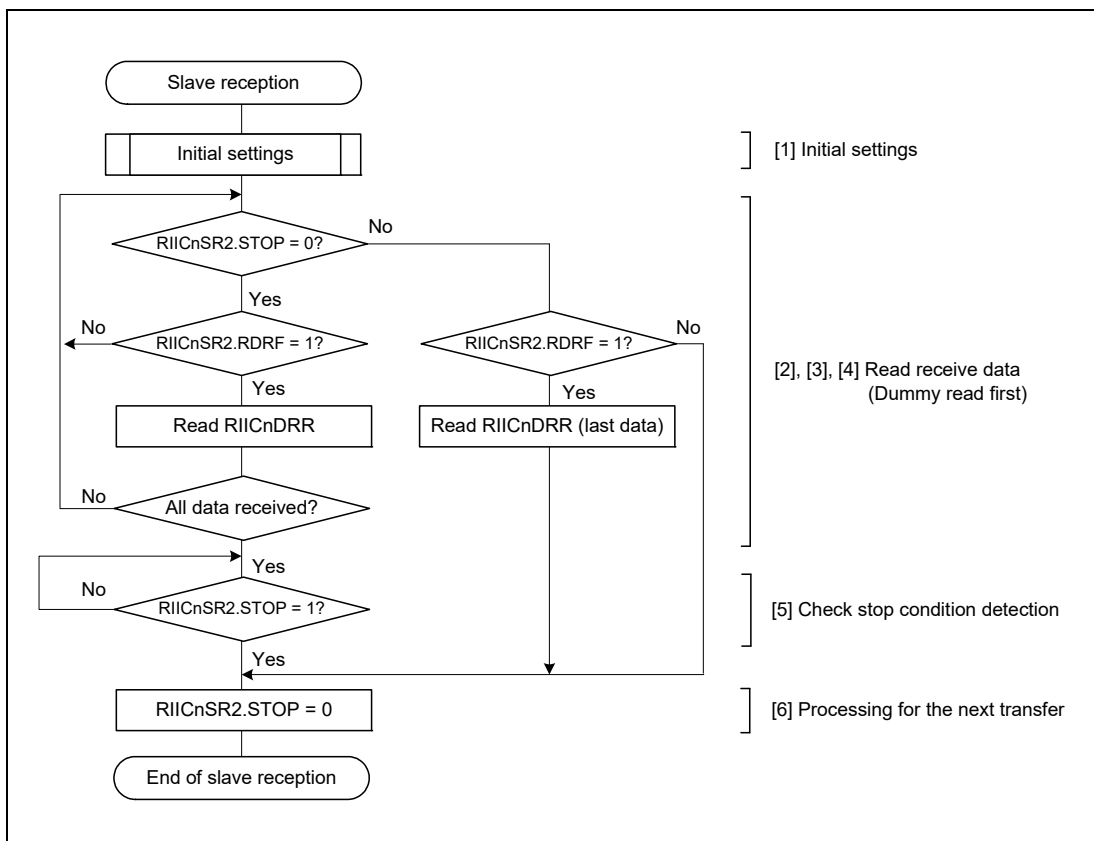 Slave reception
Initial settings
[1] Initial settings
No
RIICnSR2.STOP = 0?
Yes
No
RIICnSR2.RDRF = 1?
RIICnSR2.RDRF = 1?
No
[2], [3], [4] Read receive data
(Dummy read first)
Yes
Yes
Read RIICnDRR
Read RIICnDRR (last data)
No
All data received?
Yes
No
RIICnSR2.STOP = 1?
[5] Check stop condition detection
Yes
RIICnSR2.STOP = 0
[6] Processing for the next transfer
End of slave reception